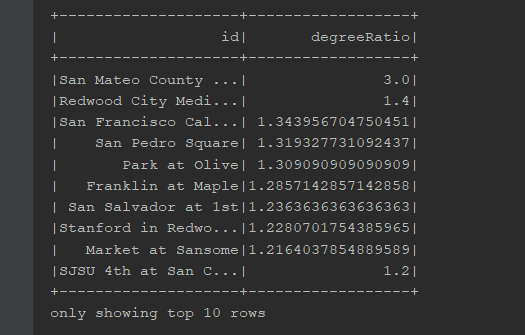 +--------------------+------------------+
|                  id|       degreeRatio|
+--------------------+------------------+
|San Mateo County ...|               3.0|
|Redwood City Medi...|               1.4|
|San Francisco Cal...| 1.343956704750451|
|    San Pedro Square| 1.319327731092437|
|       Park at Olive| 1.309090909090909|
|   Franklin at Maple|1.2857142857142858|
| San Salvador at 1st|1.2363636363636363|
|Stanford in Redwo...|1.2280701754385965|
|   Market at Sansome|1.2164037854889589|
|SJSU 4th at San C...|               1.2|
+--------------------+------------------+
only showing top 10 rows